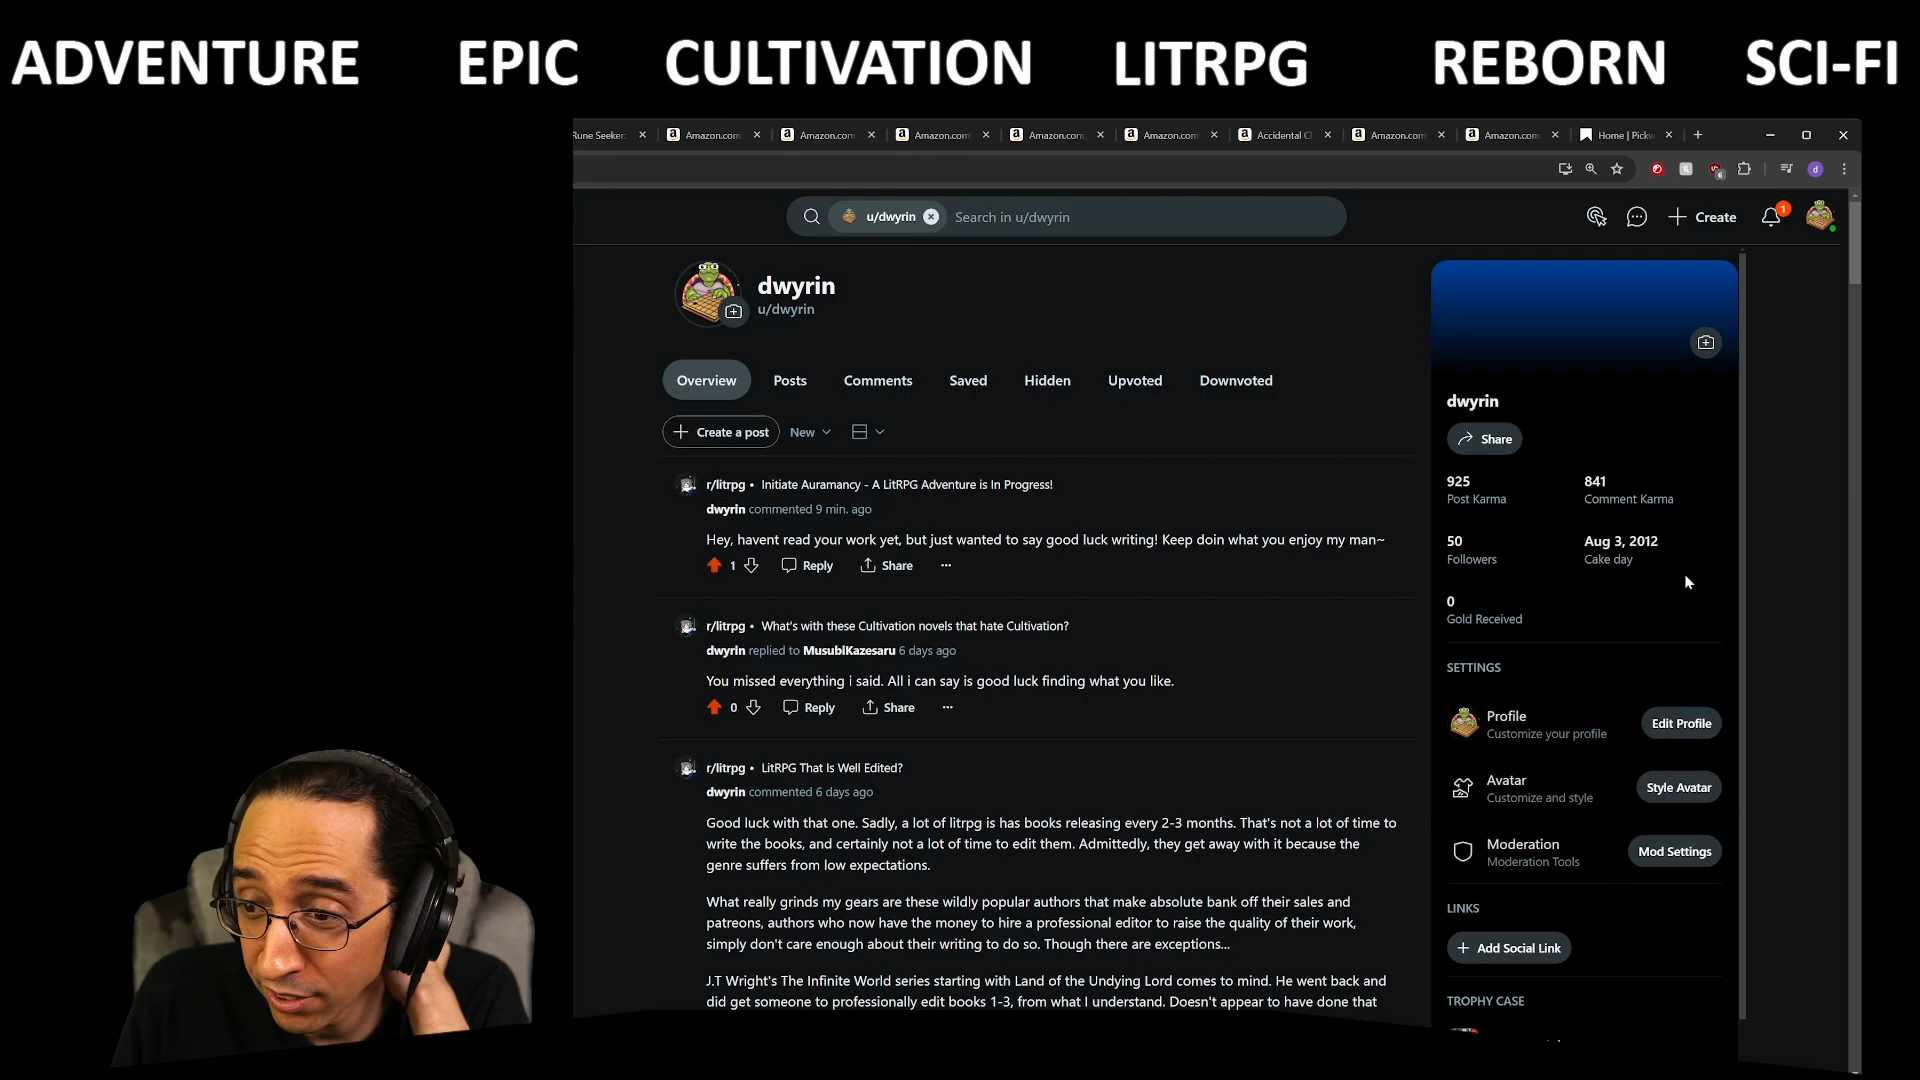 ADVENTURE EPIC CULTIVATION LITRPG REBORN SCI-FI
Rune Seeker: Amazon.com Amazon.com Amazon.com Amazon.com Amazon.com Accidental C Amazon.com Amazon.com Home | Pickw
6 d
u/dwyrin Search in u/dwyrin Create 1
dwyrin
u/dwyrin
Overview Posts Comments Saved Hidden Upvoted Downvoted
Create a post New
r/litrpg • Initiate Auramancy - A LitRPG Adventure is In Progress!
dwyrin commented 9 min. ago
Hey, havent read your work yet, but just wanted to say good luck writing! Keep doin what you enjoy my man~
1 Reply Share ...
r/litrpg • What's with these Cultivation novels that hate Cultivation?
dwyrin replied to MusubiKazesaru 6 days ago
You missed everything i said. All i can say is good luck finding what you like.
0 Reply Share ...
r/litrpg • LitRPG That Is Well Edited?
dwyrin commented 6 days ago
Good luck with that one. Sadly, a lot of litrpg is has books releasing every 2-3 months. That's not a lot of time to
write the books, and certainly not a lot of time to edit them. Admittedly, they get away with it because the
genre suffers from low expectations.
What really grinds my gears are these wildly popular authors that make absolute bank off their sales and
patreons, authors who now have the money to hire a professional editor to raise the quality of their work,
simply don't care enough about their writing to do so. Though there are exceptions...
J.T Wright's The Infinite World series starting with Land of the Undying Lord comes to mind. He went back and
did get someone to professionally edit books 1-3, from what I understand. Doesn't appear to have done that
dwyrin
Share
925 841
Post Karma Comment Karma
50 Aug 3, 2012
Followers Cake day
0
Gold Received
SETTINGS
Profile Edit Profile
Customize your profile
Avatar Style Avatar
Customize and style
Moderation Mod Settings
Moderation Tools
LINKS
+ Add Social Link
TROPHY CASE